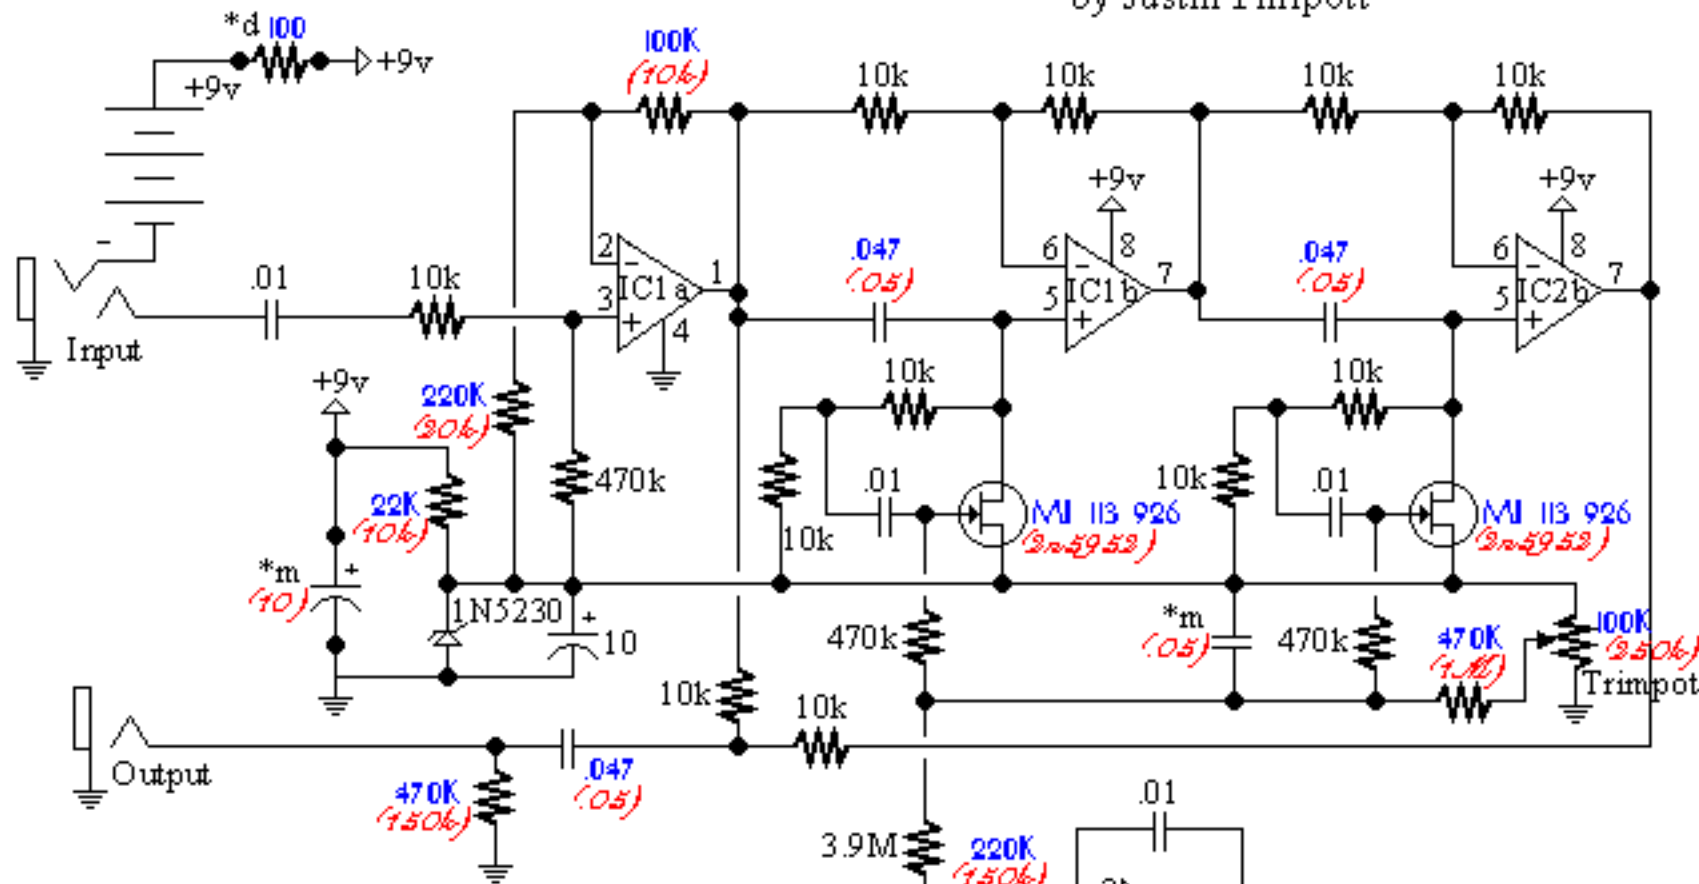 by Justin Philpott
*d 100
+9v
+9v
100K
(10k)
10k
10k
10k
10k
+9v
+9v
.01
10k
2
3
IC1a
1
4
.047
(.05)
6
5
IC1b
8
7
.047
(.05)
6
5
IC2b
8
7
Input
+9v
220K
(20k)
470k
22K
(10k)
*m
(10)
1N5230
10
10k
10k
.01
MJ 113 926
(2n5952)
10k
10k
.01
MJ 113 926
(2n5952)
470k
*m
(.05)
470k
470K
(1M)
100K
(250k)
Trimpot
10k
10k
Output
.047
(.05)
470K
(150k)
3.9M
220K
(150k)
.01